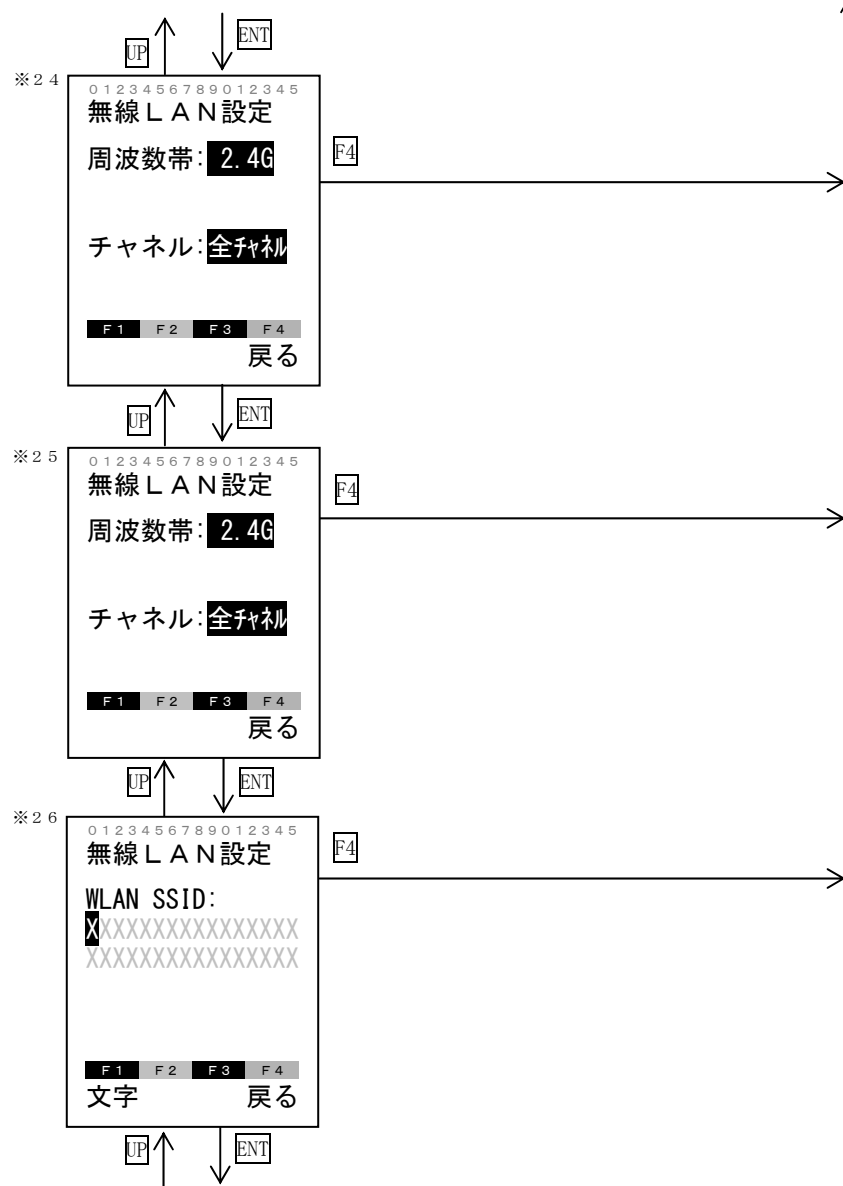 UP ENT
※24
0123456789012345
無線LAN設定
周波数帯: 2.4G
F4
チャネル:全ﾁｬﾈﾙ
F1 F2 F3 F4
戻る
UP ENT
※25
0123456789012345
無線LAN設定
F4
周波数帯: 2.4G
チャネル:全ﾁｬﾈﾙ
F1 F2 F3 F4
戻る
UP ENT
※26
0123456789012345
無線LAN設定
F4
WLAN SSID:
XXXXXXXXXXXXXXXX
XXXXXXXXXXXXXXXX
F1 F2 F3 F4
文字 戻る
UP ENT